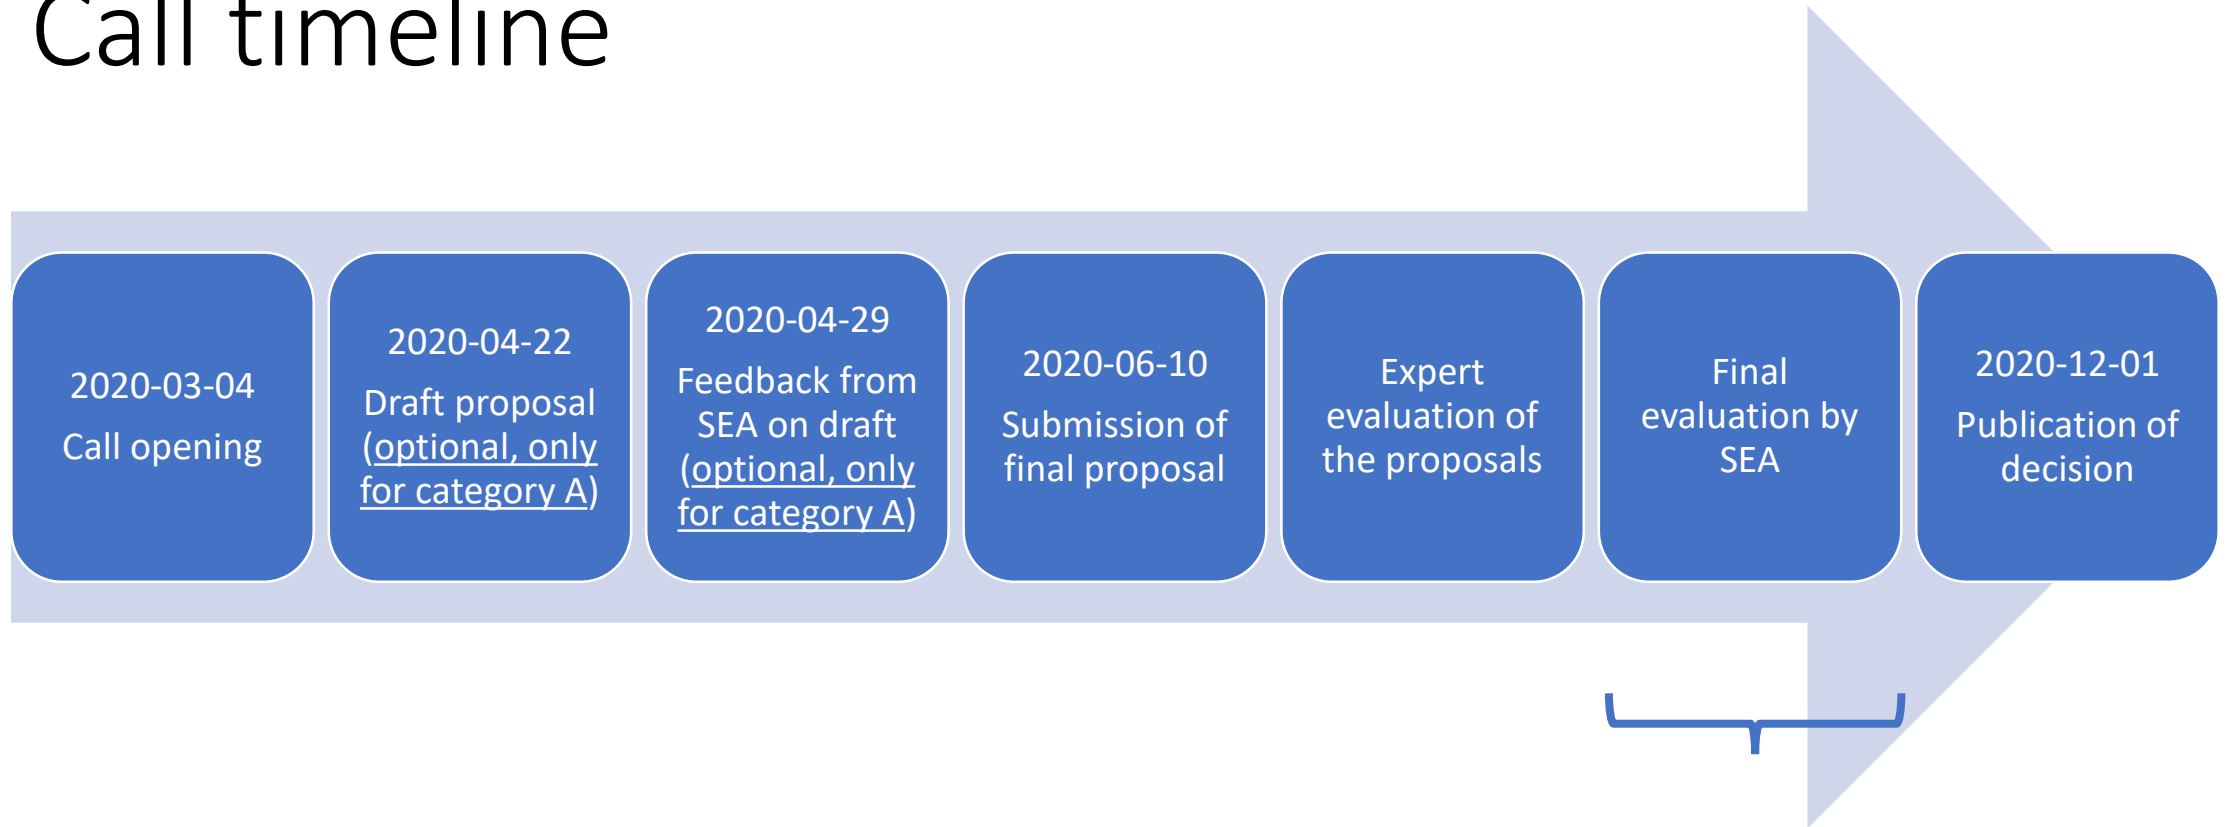 Call timeline
2020-03-04
Call opening
2020-04-22
Draft proposal
(optional, only
for category A)
2020-04-29
Feedback from
SEA on draft
(optional, only
for category A)
2020-06-10
Submission of
final proposal
Expert
evaluation of
the proposals
Final
evaluation by
SEA
2020-12-01
Publication of
decision